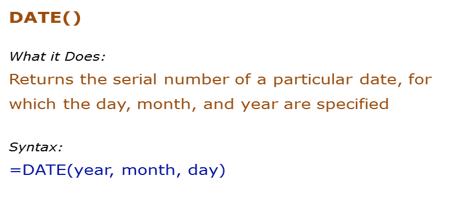 DATE()
What it Does:
Returns the serial number of a particular date, for
which the day, month, and year are specified
Syntax:
=DATE(year, month, day)